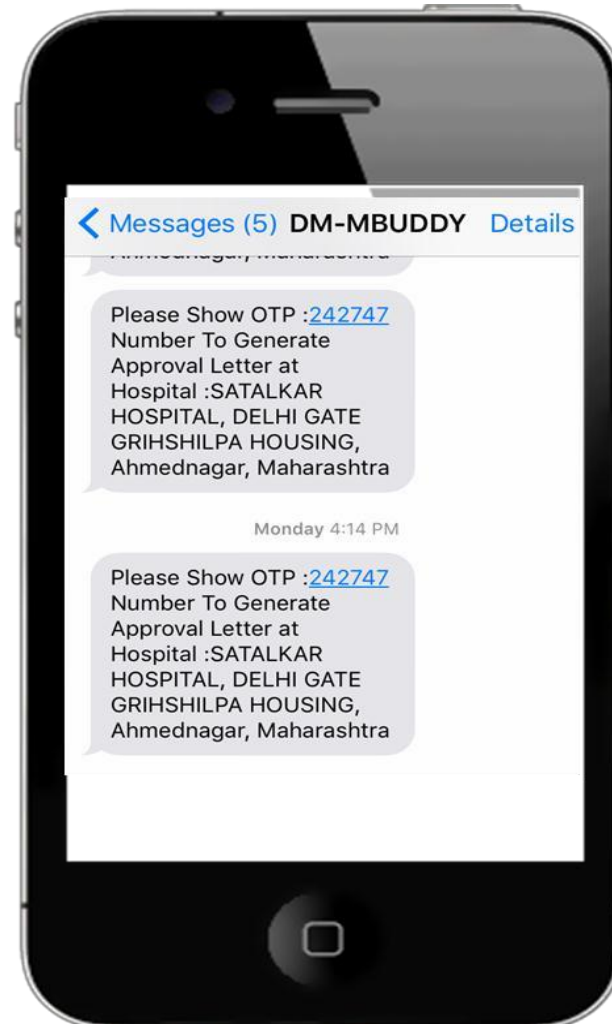 Messages (5) DM-MBUDDY Details
Please Show OTP :242747
Number To Generate
Approval Letter at
Hospital :SATALKAR
HOSPITAL, DELHI GATE
GRIHSHILPA HOUSING,
Ahmednagar, Maharashtra
Monday 4:14 PM
Please Show OTP :242747
Number To Generate
Approval Letter at
Hospital :SATALKAR
HOSPITAL, DELHI GATE
GRIHSHILPA HOUSING,
Ahmednagar, Maharashtra